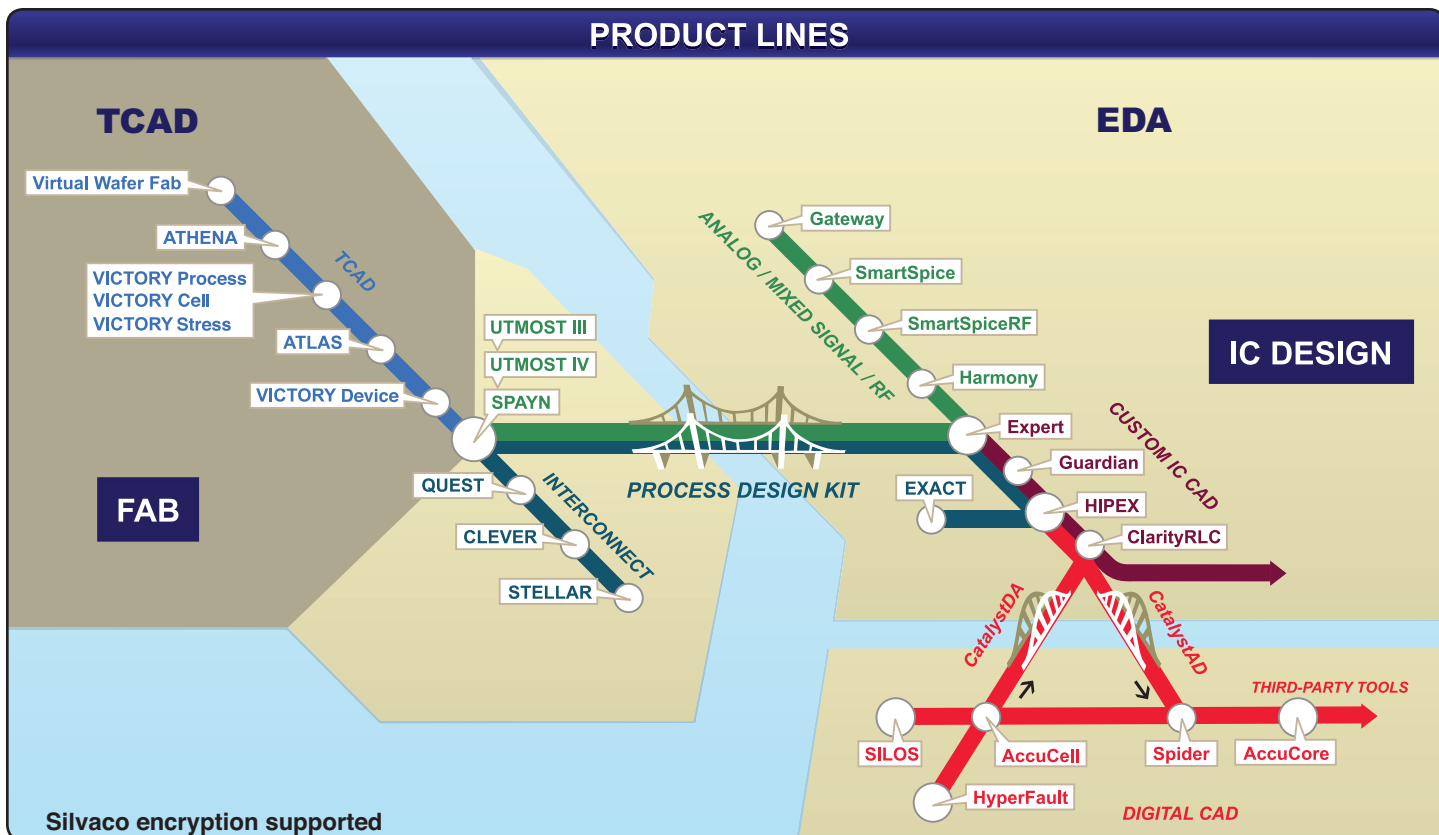 PRODUCT LINES
TCAD
EDA
Virtual Wafer Fab
ATHENA
VICTORY Process
VICTORY Cell
VICTORY Stress
TCAD
ATLAS
VICTORY Device
UTMOST III
UTMOST IV
SPAYN
FAB
QUEST
CLEVER
STELLAR
INTERCONNECT
PROCESS DESIGN KIT
ANALOG / MIXED SIGNAL / RF
Gateway
SmartSpice
SmartSpiceRF
Harmony
IC DESIGN
Expert
Guardian
CUSTOM IC CAD
EXACT
HIPEX
ClarityRLC
CatalystDA
CatalystAD
THIRD-PARTY TOOLS
SILOS
AccuCell
Spider
AccuCore
HyperFault
DIGITAL CAD
Silvaco encryption supported